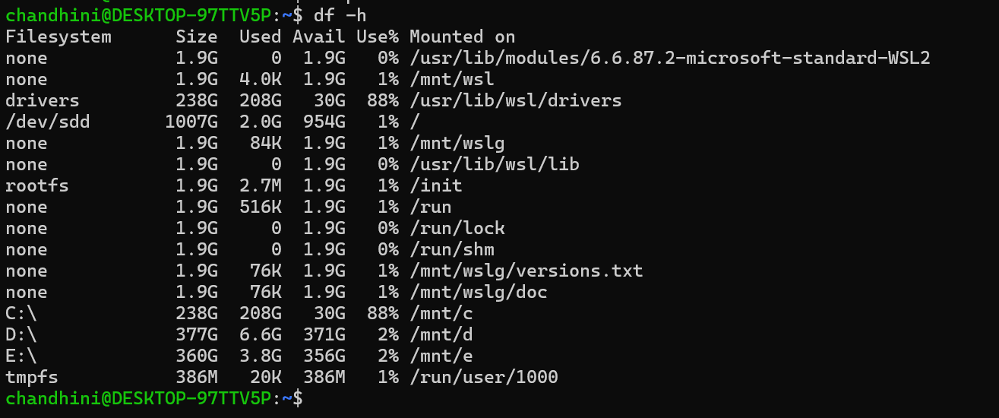 chandhini@DESKTOP-97TTV5P:~$ df -h
Filesystem      Size  Used Avail Use% Mounted on
none            1.9G     0  1.9G   0% /usr/lib/modules/6.6.87.2-microsoft-standard-WSL2
none            1.9G  4.0K  1.9G   1% /mnt/wsl
drivers         238G  208G   30G  88% /usr/lib/wsl/drivers
/dev/sdd       1007G  2.0G  954G   1% /
none            1.9G   84K  1.9G   1% /mnt/wslg
none            1.9G     0  1.9G   0% /usr/lib/wsl/lib
rootfs          1.9G  2.7M  1.9G   1% /init
none            1.9G  516K  1.9G   1% /run
none            1.9G     0  1.9G   0% /run/lock
none            1.9G     0  1.9G   0% /run/shm
none            1.9G   76K  1.9G   1% /mnt/wslg/versions.txt
none            1.9G   76K  1.9G   1% /mnt/wslg/doc
C:\             238G  208G   30G  88% /mnt/c
D:\             377G  6.6G  371G   2% /mnt/d
E:\             360G  3.8G  356G   2% /mnt/e
tmpfs           386M   20K  386M   1% /run/user/1000
chandhini@DESKTOP-97TTV5P:~$